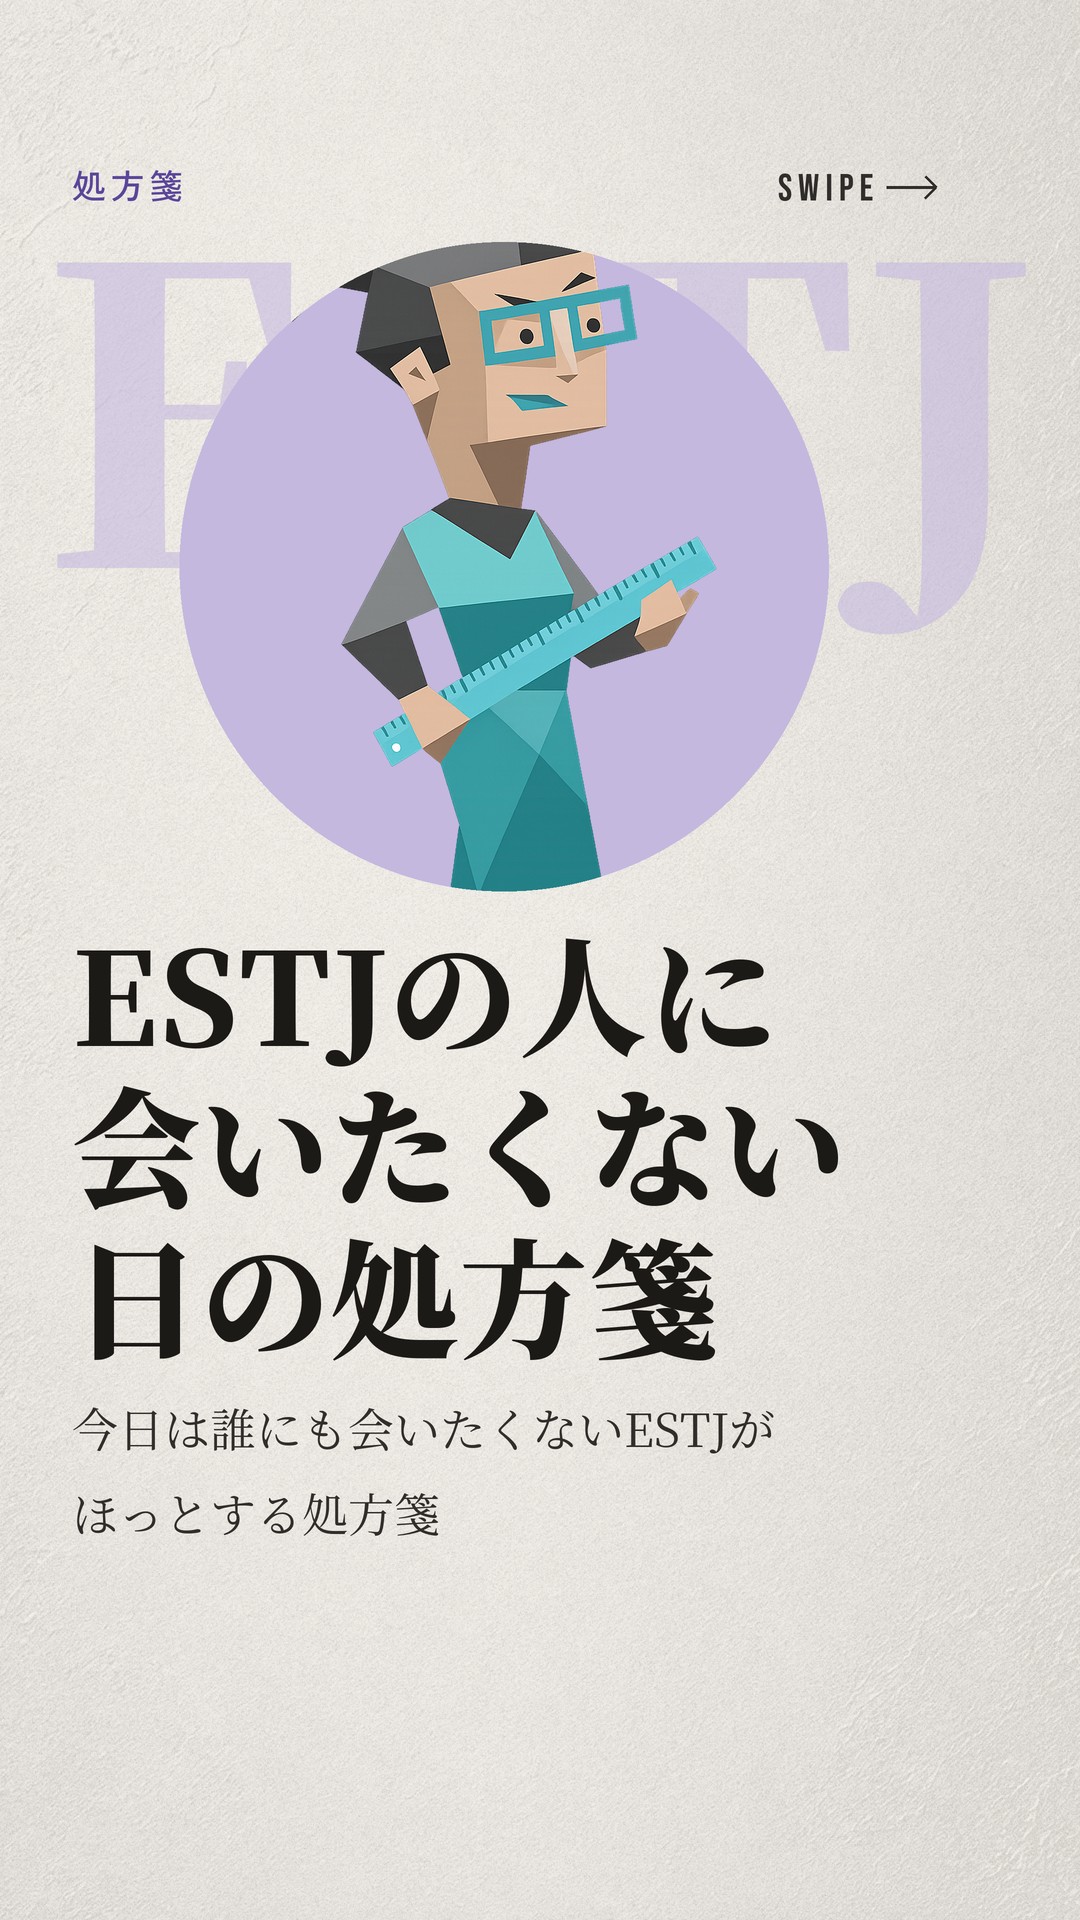 処方箋
SWIPE →
ESTJ
ESTJの人に
会いたくない
日の処方箋
今日は誰にも会いたくないESTJが
ほっとする処方箋